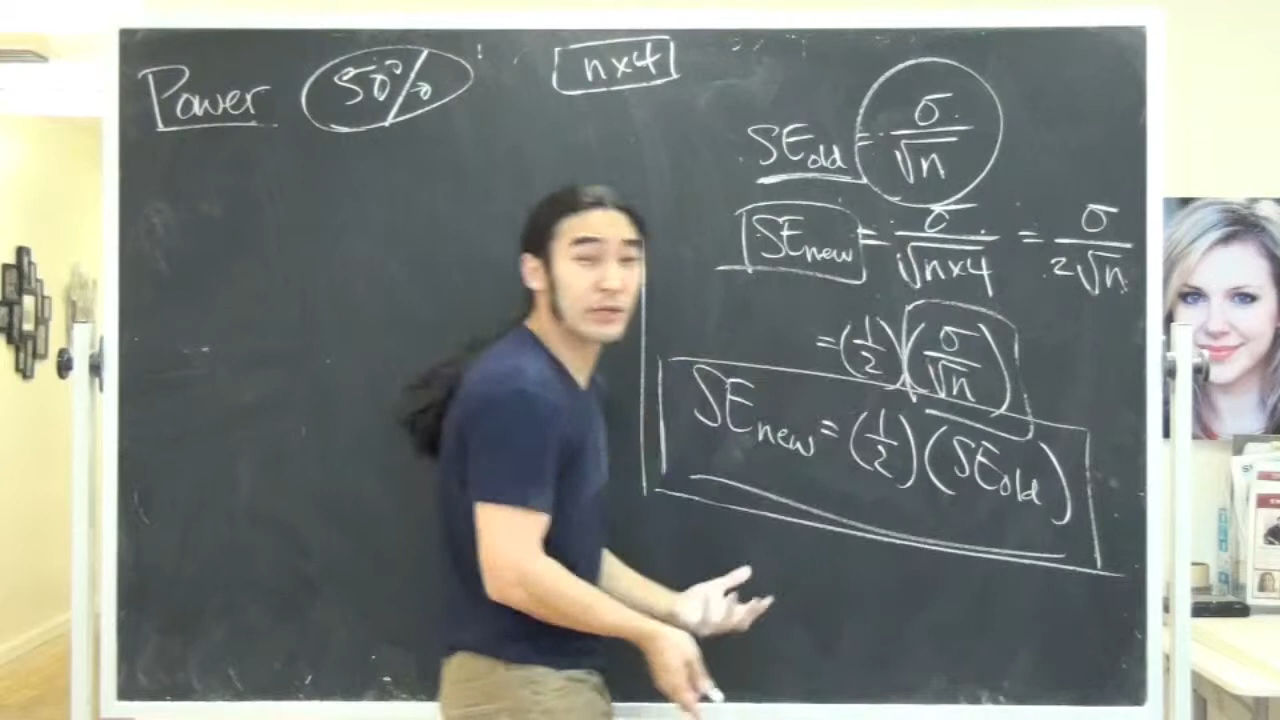 Power 50%
n×4
SE_old = σ/√n
SE_new = σ/√(n×4) = σ/(2√n)
= (1/2)(σ/√n)
SE_new = (1/2)(SE_old)